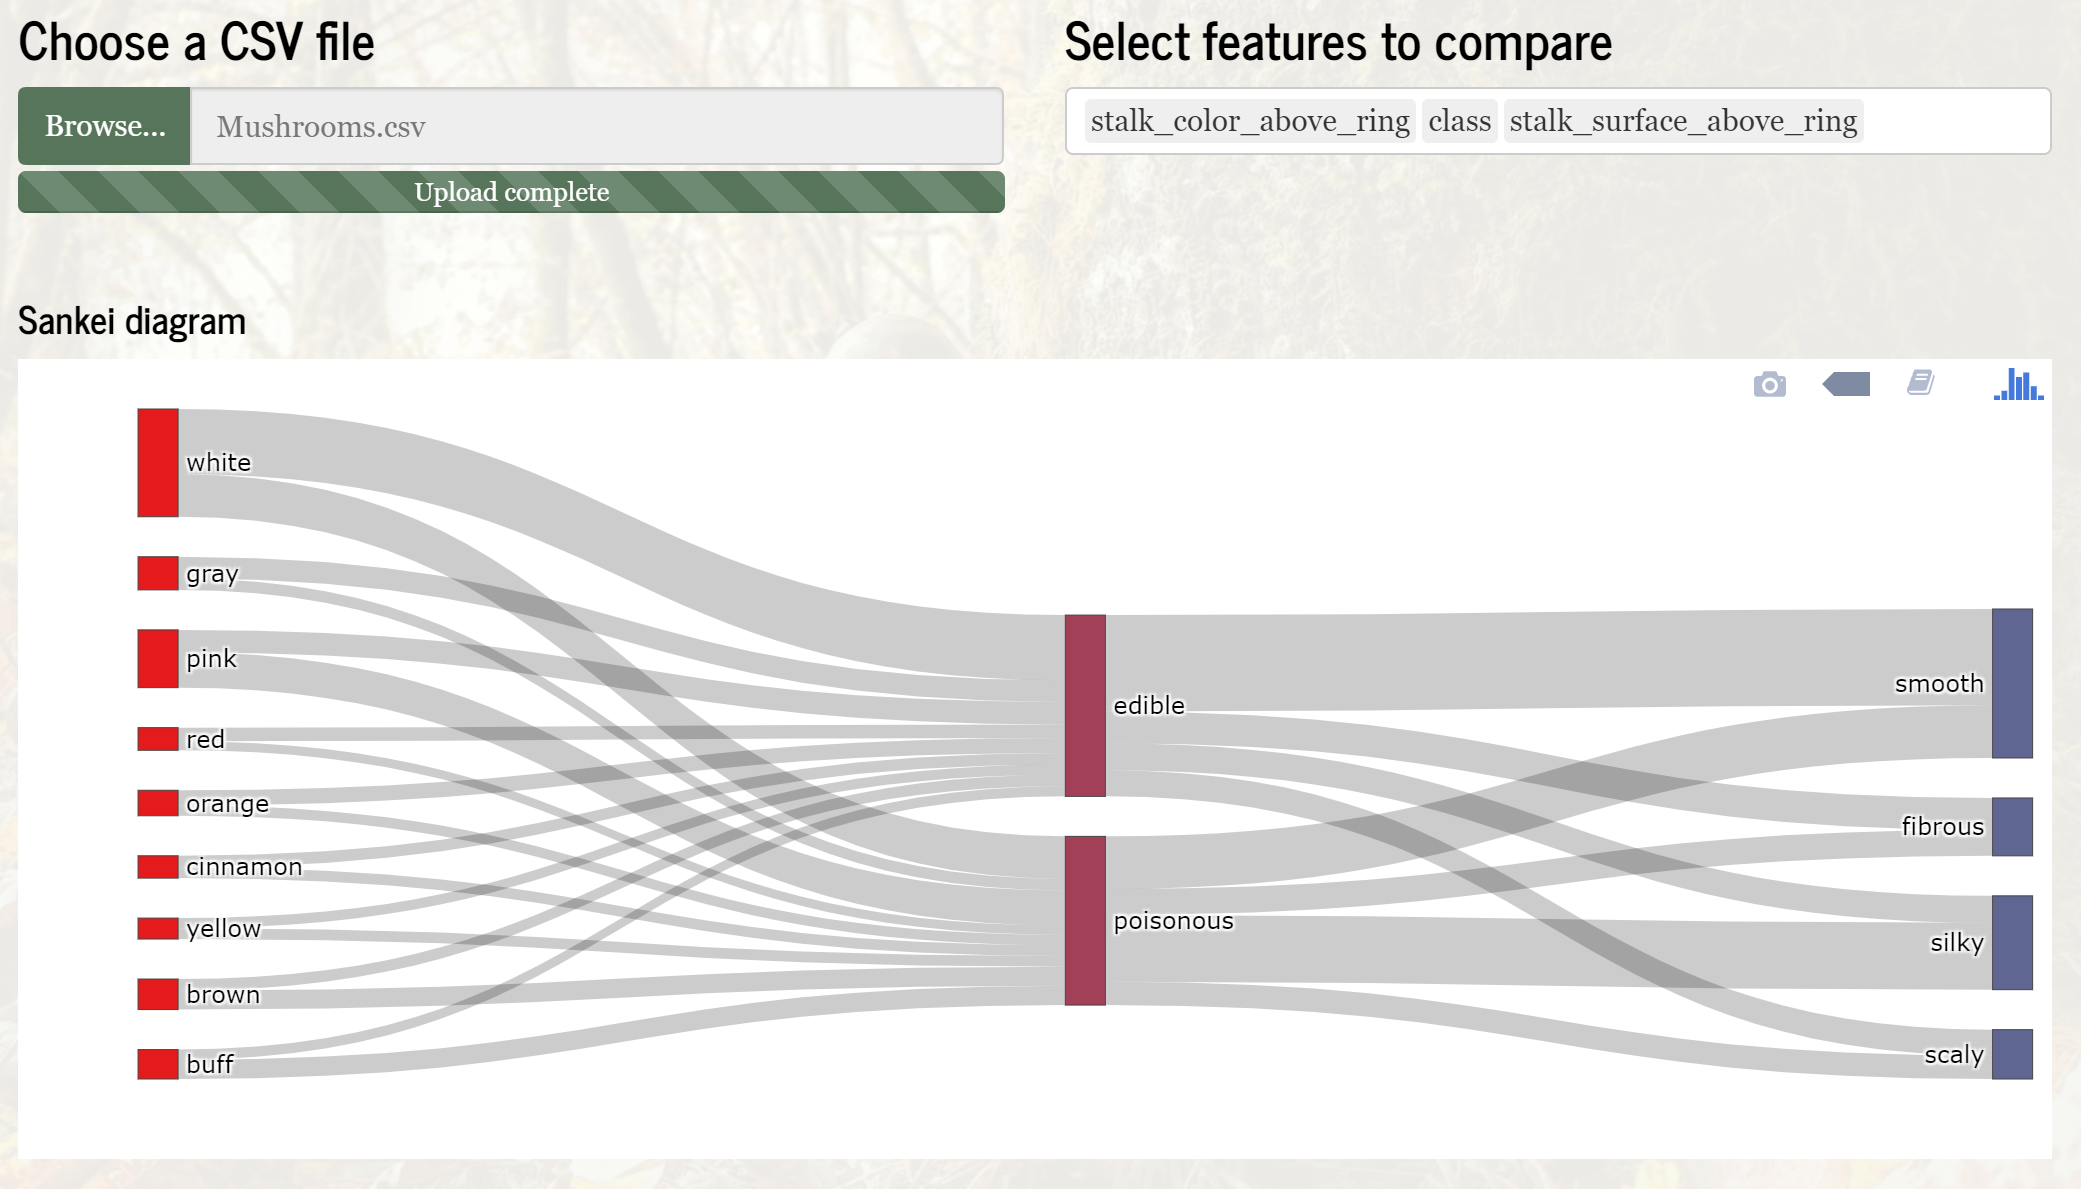 Choose a CSV file
Browse...
Mushrooms.csv
Upload complete
Select features to compare
stalk_color_above_ring class stalk_surface_above_ring
Sankei diagram
white
gray
pink
red
orange
cinnamon
yellow
brown
buff
edible
poisonous
smooth
fibrous
silky
scaly